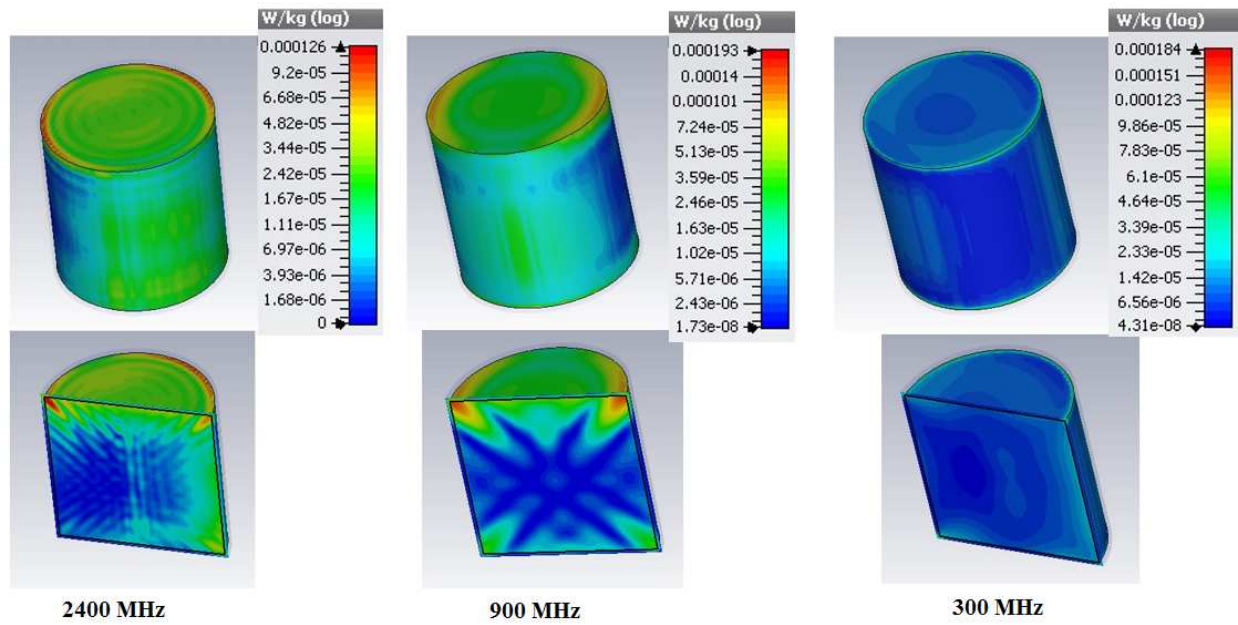 W/kg (log)
0.000126
9.2e-05
6.68e-05
4.82e-05
3.44e-05
2.42e-05
1.67e-05
1.11e-05
6.97e-06
3.93e-06
1.68e-06
0
W/kg (log)
0.000193
0.00014
0.000101
7.24e-05
5.13e-05
3.59e-05
2.46e-05
1.63e-05
1.02e-05
5.71e-06
2.43e-06
1.73e-08
W/kg (log)
0.000184
0.000151
0.000123
9.86e-05
7.83e-05
6.1e-05
4.64e-05
3.39e-05
2.33e-05
1.42e-05
6.56e-06
4.31e-08
2400 MHz
900 MHz
300 MHz